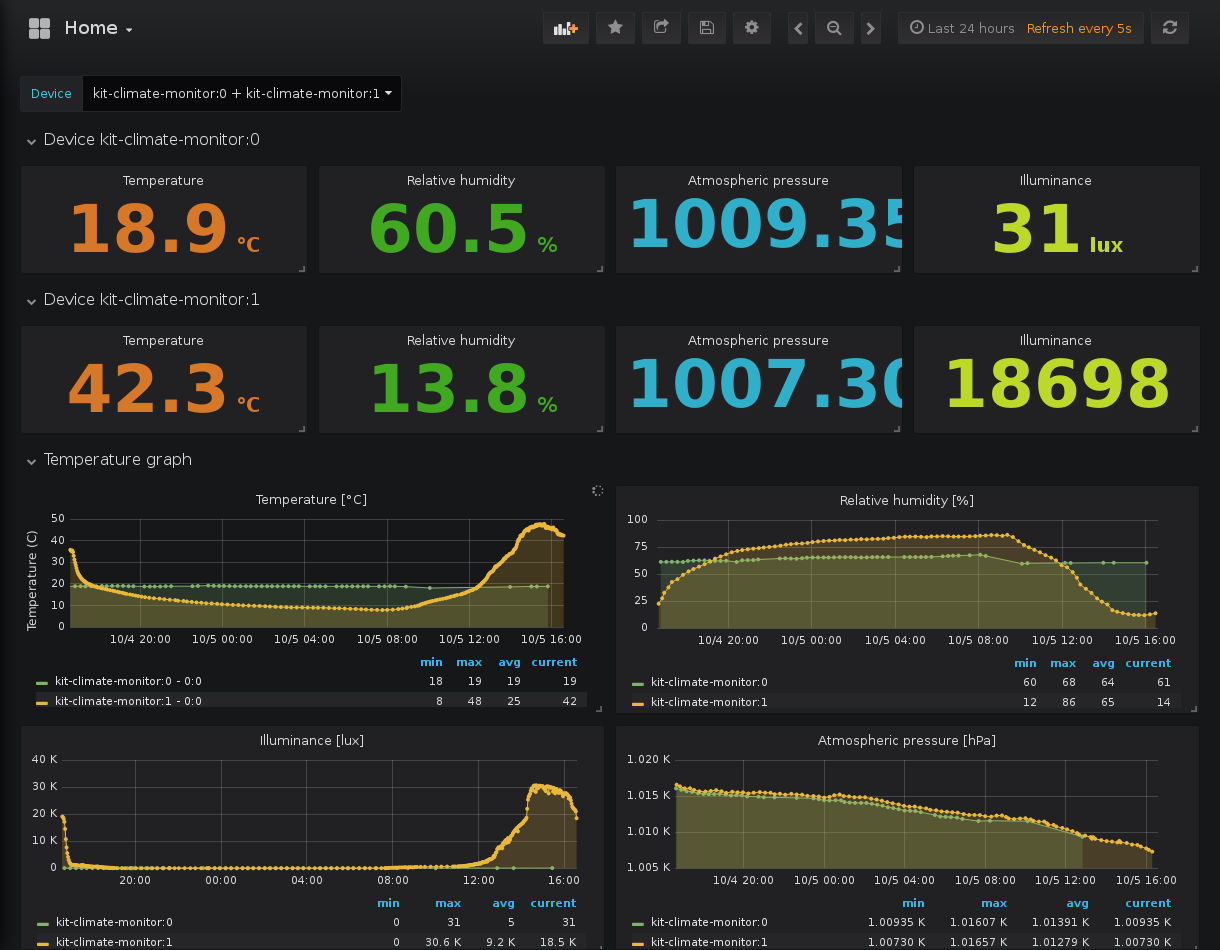 Home
Last 24 hours Refresh every 5s
Device kit-climate-monitor:0 + kit-climate-monitor:1
Device kit-climate-monitor:0
Temperature Relative humidity Atmospheric pressure Illuminance
18.9 °C 60.5 % 1009.35 31 lux
Device kit-climate-monitor:1
Temperature Relative humidity Atmospheric pressure Illuminance
42.3 °C 13.8 % 1007.30 18698
Temperature graph
Temperature [°C]
Temperature (C)
50
40
30
20
10
0
10/4 20:00 10/5 00:00 10/5 04:00 10/5 08:00 10/5 12:00 10/5 16:00
min max avg current
kit-climate-monitor:0 - 0:0 18 19 19 19
kit-climate-monitor:1 - 0:0 8 48 25 42
Relative humidity [%]
100
75
50
25
0
10/4 20:00 10/5 00:00 10/5 04:00 10/5 08:00 10/5 12:00 10/5 16:00
min max avg current
kit-climate-monitor:0 60 68 64 61
kit-climate-monitor:1 12 86 65 14
Illuminance [lux]
40 K
30 K
20 K
10 K
0
20:00 00:00 04:00 08:00 12:00 16:00
min max avg current
kit-climate-monitor:0 0 31 5 31
kit-climate-monitor:1 0 30.6 K 9.2 K 18.5 K
Atmospheric pressure [hPa]
1.020 K
1.015 K
1.010 K
1.005 K
10/4 20:00 10/5 00:00 10/5 04:00 10/5 08:00 10/5 12:00 10/5 16:00
min max avg current
kit-climate-monitor:0 1.00935 K 1.01607 K 1.01391 K 1.00935 K
kit-climate-monitor:1 1.00730 K 1.01657 K 1.01279 K 1.00730 K